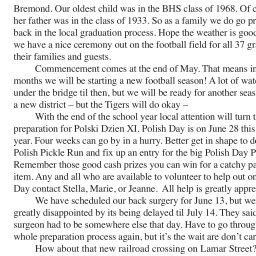 Bremond. Our oldest child was in the BHS class of 1968. Of c
her father was in the class of 1933. So as a family we do go pr
back in the local graduation process. Hope the weather is good
we have a nice ceremony out on the football field for all 37 gra
their families and guests.
Commencement comes at the end of May. That means in
months we will be starting a new football season! A lot of wat
under the bridge til then, but we will be ready for another seas
a new district – but the Tigers will do okay –
With the end of the school year local attention will turn t
preparation for Polski Dzien XI. Polish Day is on June 28 this
year. Four weeks can go by in a hurry. Better get in shape to do
Polish Pickle Run and fix up an entry for the big Polish Day P
Remember those good cash prizes you can win for a catchy pa
item. Any and all who are available to volunteer to help out on
Day contact Stella, Marie, or Jeanne.  All help is greatly appre
We have scheduled our back surgery for June 13, but we
greatly disappointed by its being delayed til July 14. They said
surgeon had to be somewhere else that day. Have to go throug
whole preparation process again, but it's the wait are don't car
How about that new railroad crossing on Lamar Street?